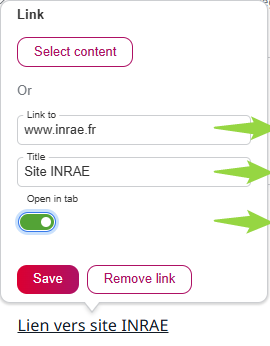 Link
Select content
Or
Link to
www.inrae.fr
Title
Site INRAE
Open in tab
Save
Remove link
Lien vers site INRAE